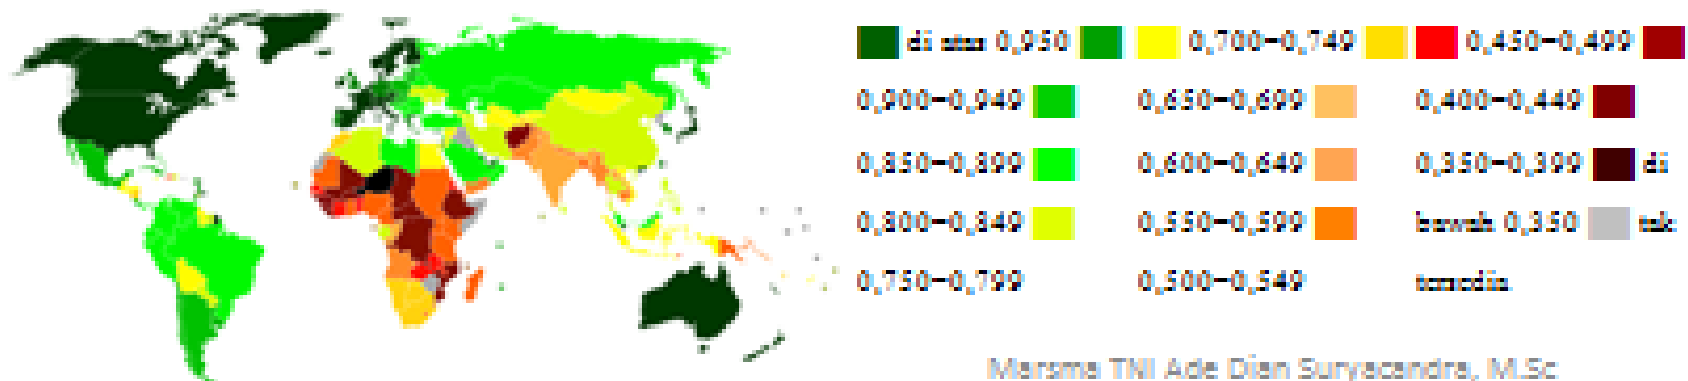 di atas 0,950 0,700–0,749 0,450–0,499
0,900–0,949 0,650–0,699 0,400–0,449
0,850–0,899 0,600–0,649 0,350–0,399 di
0,800–0,849 0,550–0,599 bawah 0,350 tak
0,750–0,799 0,500–0,549 tersedia
Marsma TNI Ade Dian Suryacandra, M.Sc